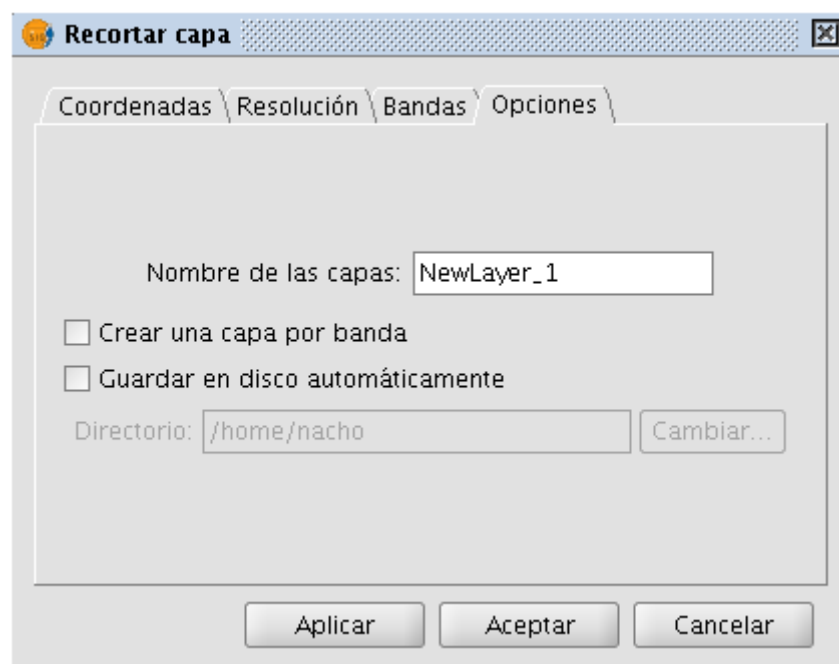 Recortar capa
Coordenadas Resolución Bandas Opciones
Nombre de las capas: NewLayer_1
Crear una capa por banda
Guardar en disco automáticamente
Directorio: /home/nacho Cambiar...
Aplicar Aceptar Cancelar